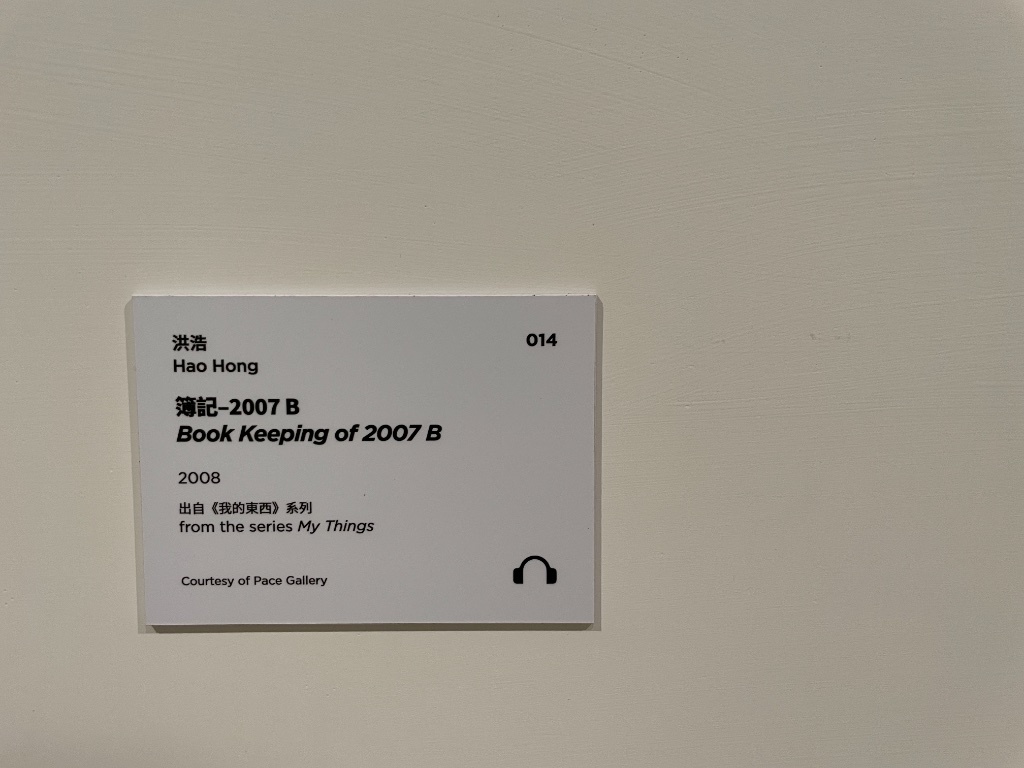 洪浩
Hao Hong
014
簿記–2007 B
Book Keeping of 2007 B
2008
出自《我的東西》系列
from the series My Things
Courtesy of Pace Gallery